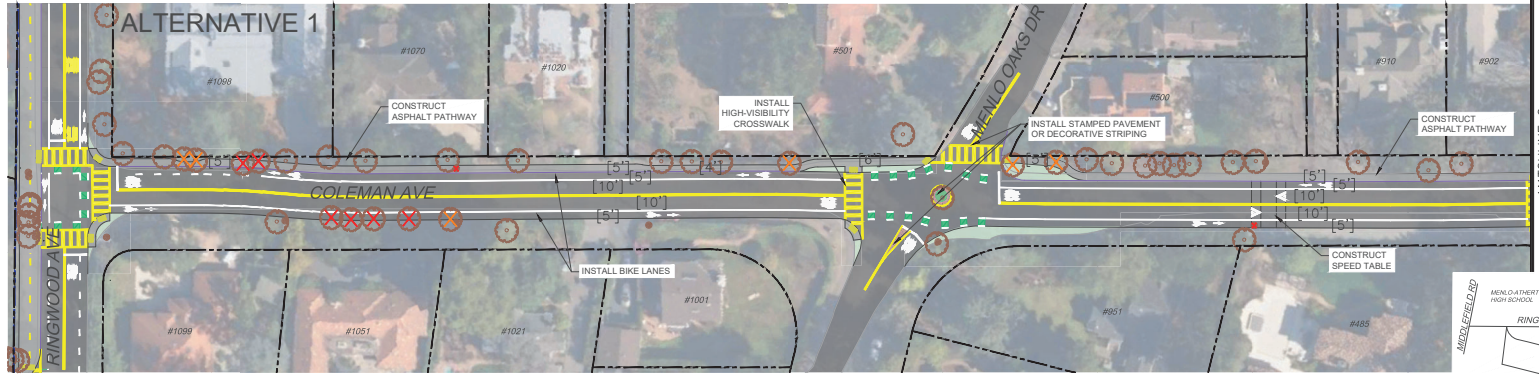 ALTERNATIVE 1
#1098
#1070
#1020
#501
MENLO OAKS DR
#500
#910
#902
CONSTRUCT
ASPHALT PATHWAY
INSTALL
HIGH-VISIBILITY
CROSSWALK
INSTALL STAMPED PAVEMENT
OR DECORATIVE STRIPING
CONSTRUCT
ASPHALT PATHWAY
[5']
[5']
[5']
[4']
[6']
[5']
[5']
[5']
COLEMAN AVE
[10']
[10']
[5']
[10']
[10']
[5']
RINGWOOD AVE
INSTALL BIKE LANES
CONSTRUCT
SPEED TABLE
#1099
#1051
#1021
#1001
#951
#485
MIDDLEFIELD RD
MENLO-ATHERT
HIGH SCHOOL
RING